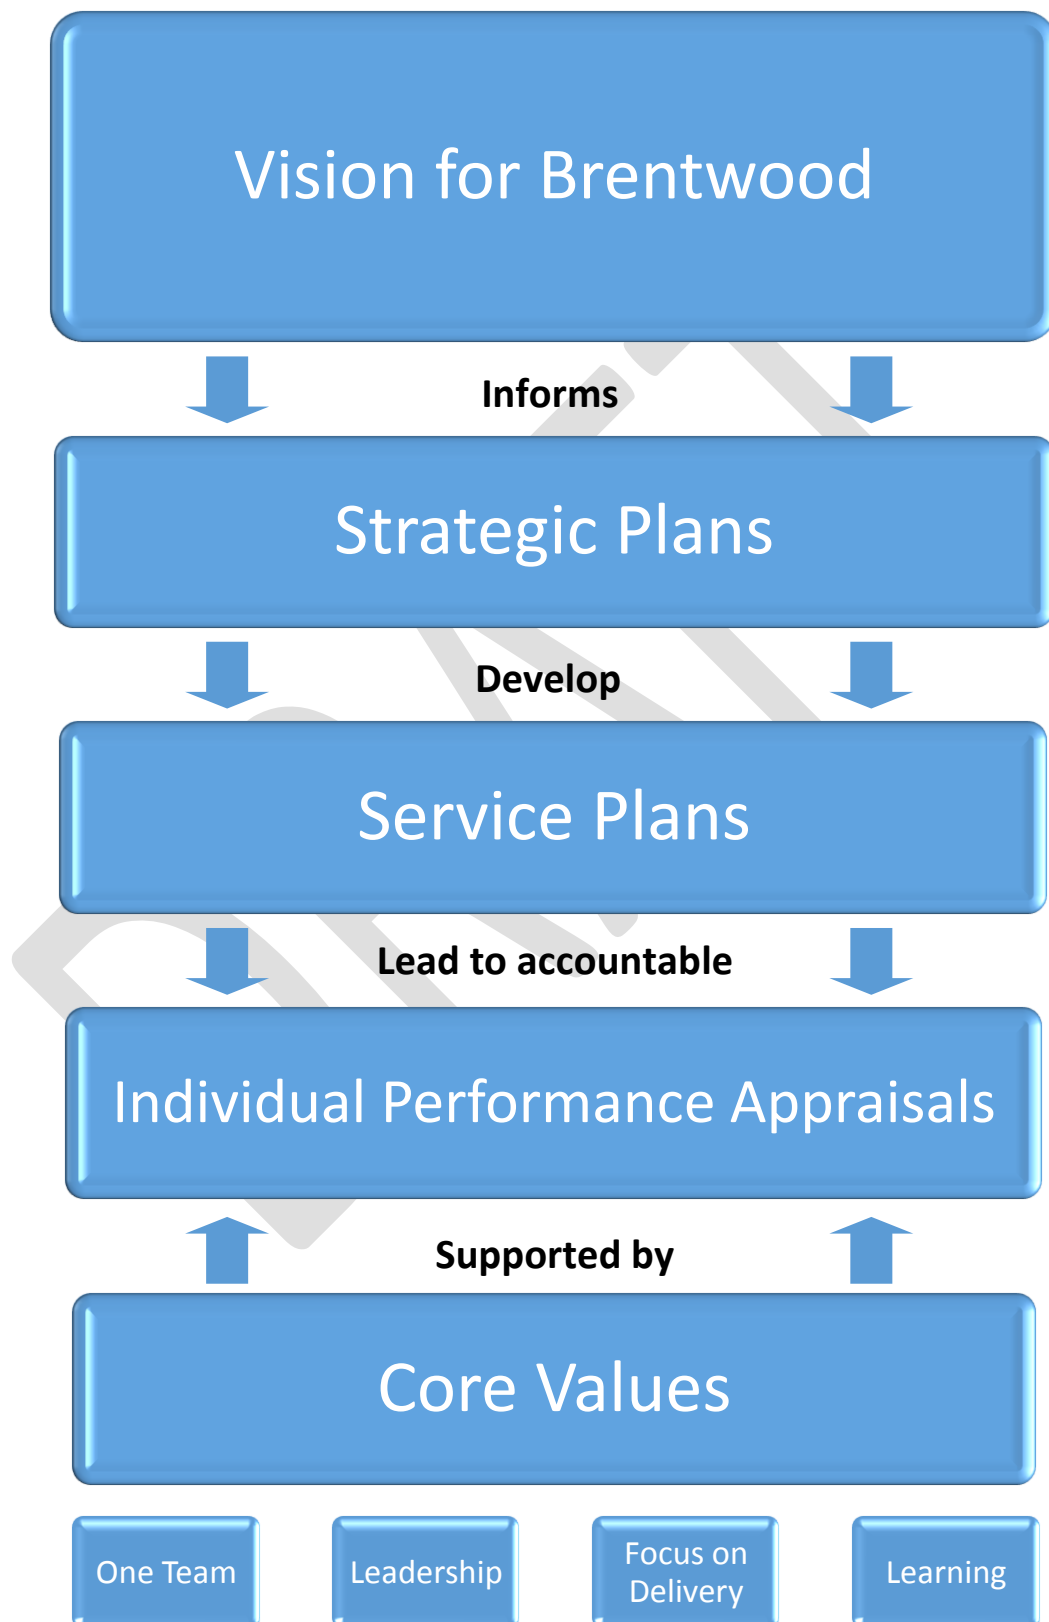 Vision for Brentwood
Informs
Strategic Plans
Develop
Service Plans
Lead to accountable
Individual Performance Appraisals
Supported by
Core Values
One Team
Leadership
Focus on
Delivery
Learning
DRAFT